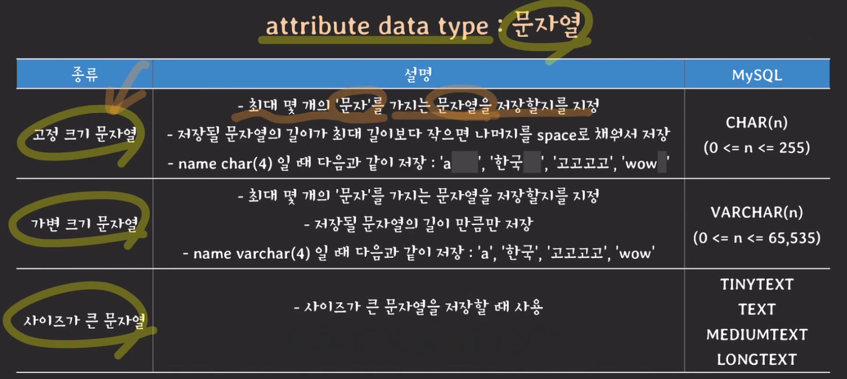 attribute data type : 문자열
종류 설명 MySQL
고정 크기 문자열
- 최대 몇 개의 '문자'를 가지는 문자열을 저장할지를 지정
- 저장될 문자열의 길이가 최대 길이보다 작으면 나머지를 space로 채워서 저장
- name char(4) 일 때 다음과 같이 저장 : 'a   ', '한국  ', '고고고고', 'wow '
CHAR(n)
(0 <= n <= 255)
가변 크기 문자열
- 최대 몇 개의 '문자'를 가지는 문자열을 저장할지를 지정
- 저장될 문자열의 길이 만큼만 저장
- name varchar(4) 일 때 다음과 같이 저장 : 'a', '한국', '고고고고', 'wow'
VARCHAR(n)
(0 <= n <= 65,535)
사이즈가 큰 문자열
- 사이즈가 큰 문자열을 저장할 때 사용
TINYTEXT
TEXT
MEDIUMTEXT
LONGTEXT